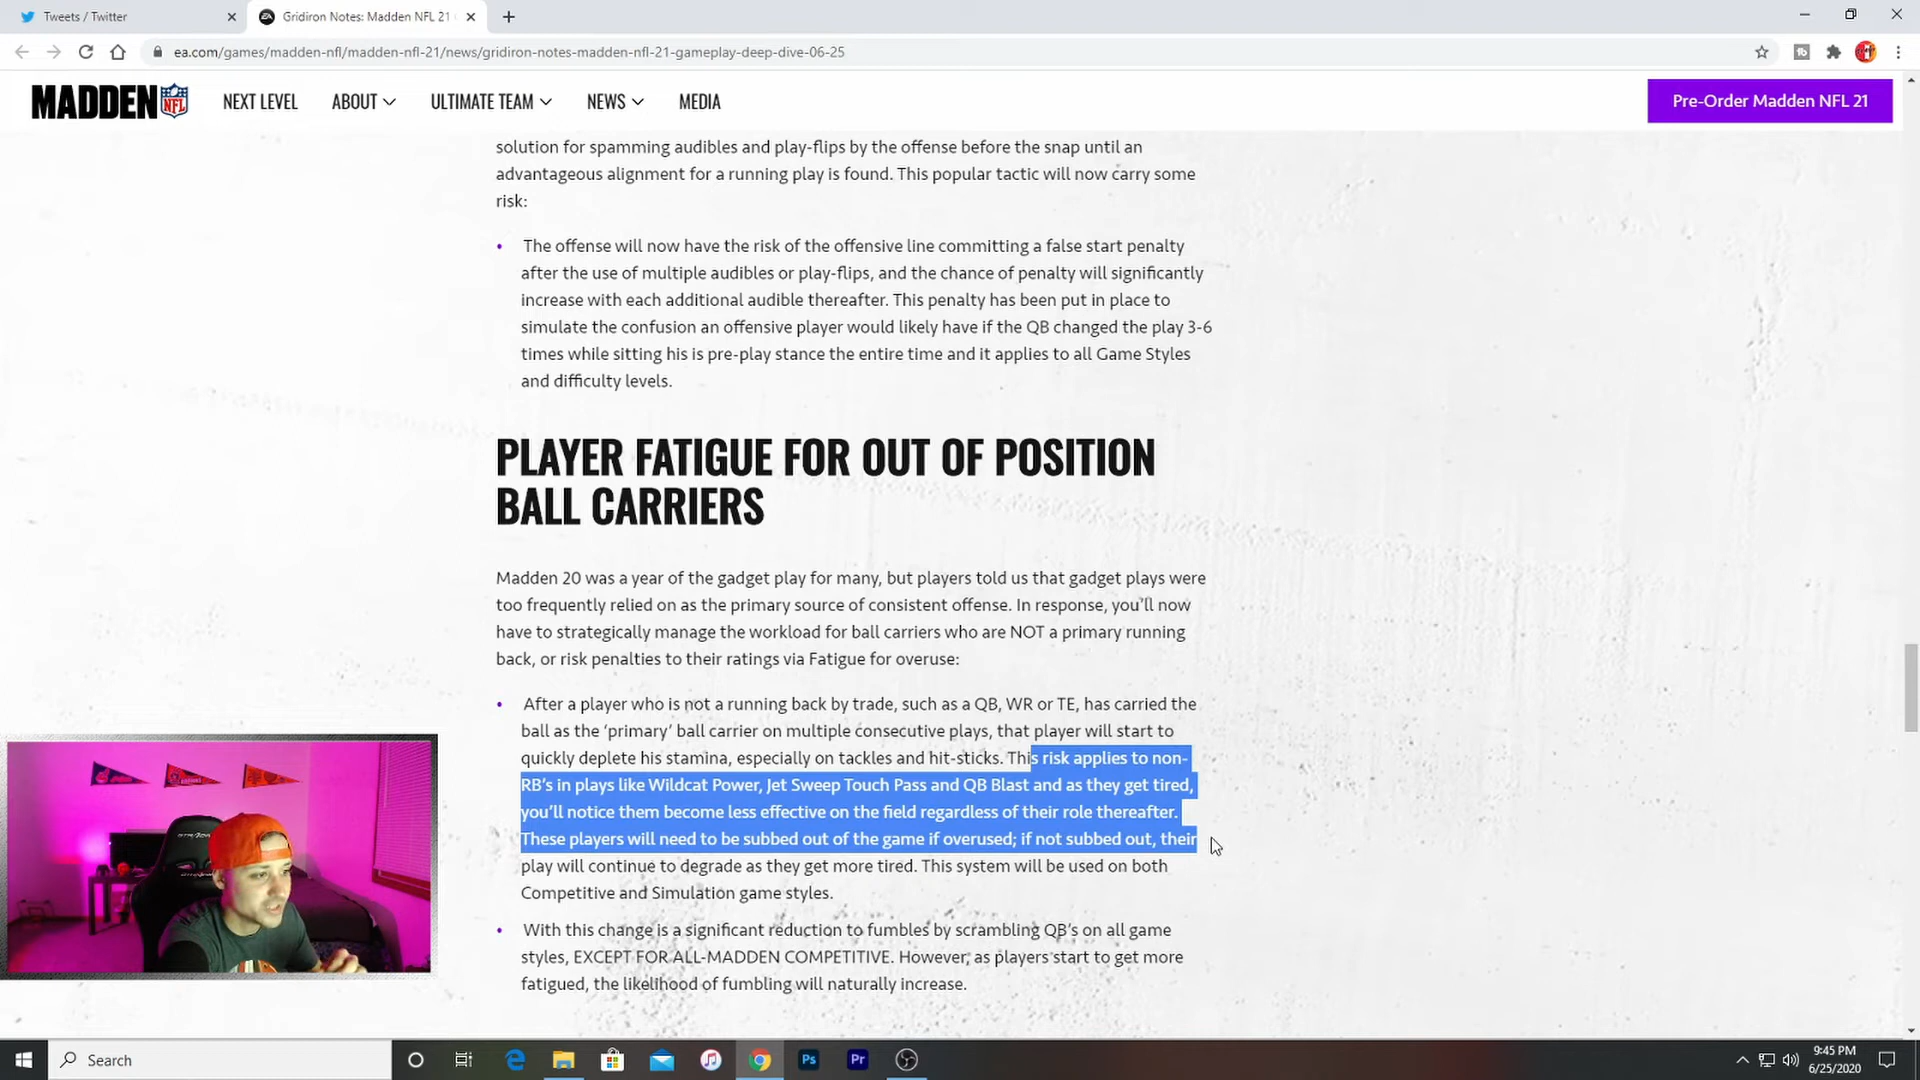 Tweets / Twitter
Gridiron Notes: Madden NFL 21
ea.com/games/madden-nfl/madden-nfl-21/news/gridiron-notes-madden-nfl-21-gameplay-deep-dive-06-25
MADDEN NFL
NEXT LEVEL
ABOUT
ULTIMATE TEAM
NEWS
MEDIA
Pre-Order Madden NFL 21
solution for spamming audibles and play-flips by the offense before the snap until an
advantageous alignment for a running play is found. This popular tactic will now carry some
risk:
• The offense will now have the risk of the offensive line committing a false start penalty
after the use of multiple audibles or play-flips, and the chance of penalty will significantly
increase with each additional audible thereafter. This penalty has been put in place to
simulate the confusion an offensive player would likely have if the QB changed the play 3-6
times while sitting his is pre-play stance the entire time and it applies to all Game Styles
and difficulty levels.
PLAYER FATIGUE FOR OUT OF POSITION
BALL CARRIERS
Madden 20 was a year of the gadget play for many, but players told us that gadget plays were
too frequently relied on as the primary source of consistent offense. In response, you'll now
have to strategically manage the workload for ball carriers who are NOT a primary running
back, or risk penalties to their ratings via Fatigue for overuse:
• After a player who is not a running back by trade, such as a QB, WR or TE, has carried the
ball as the 'primary' ball carrier on multiple consecutive plays, that player will start to
quickly deplete his stamina, especially on tackles and hit-sticks. This risk applies to non-
RB's in plays like Wildcat Power, Jet Sweep Touch Pass and QB Blast and as they get tired,
you'll notice them become less effective on the field regardless of their role thereafter.
These players will need to be subbed out of the game if overused; if not subbed out, their
play will continue to degrade as they get more tired. This system will be used on both
Competitive and Simulation game styles.
• With this change is a significant reduction to fumbles by scrambling QB's on all game
styles, EXCEPT FOR ALL-MADDEN COMPETITIVE. However, as players start to get more
fatigued, the likelihood of fumbling will naturally increase.
Search
Ps
Pr
9:45 PM
6/25/2020